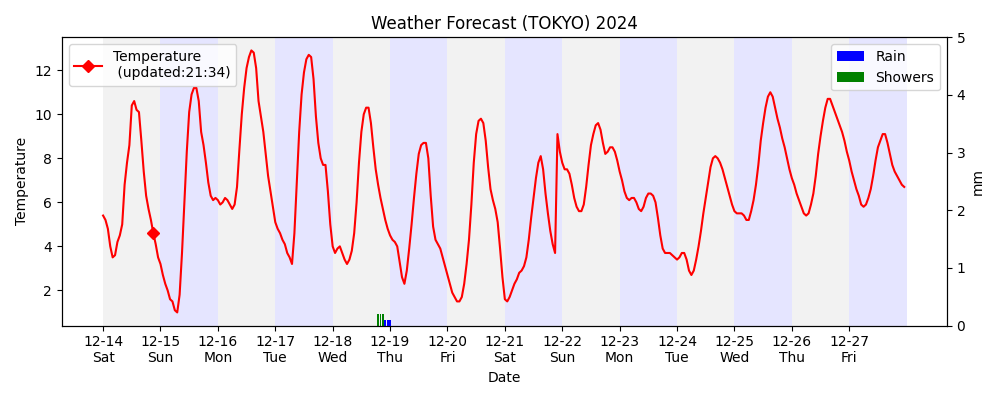 Weather Forecast (TOKYO) 2024
Temperature
(updated:21:34)
Rain
Showers
Temperature
12
10
8
6
4
2
5
4
3
2
1
0
mm
12-14 12-15 12-16 12-17 12-18 12-19 12-20 12-21 12-22 12-23 12-24 12-25 12-26 12-27
Sat Sun Mon Tue Wed Thu Fri Sat Sun Mon Tue Wed Thu Fri
Date